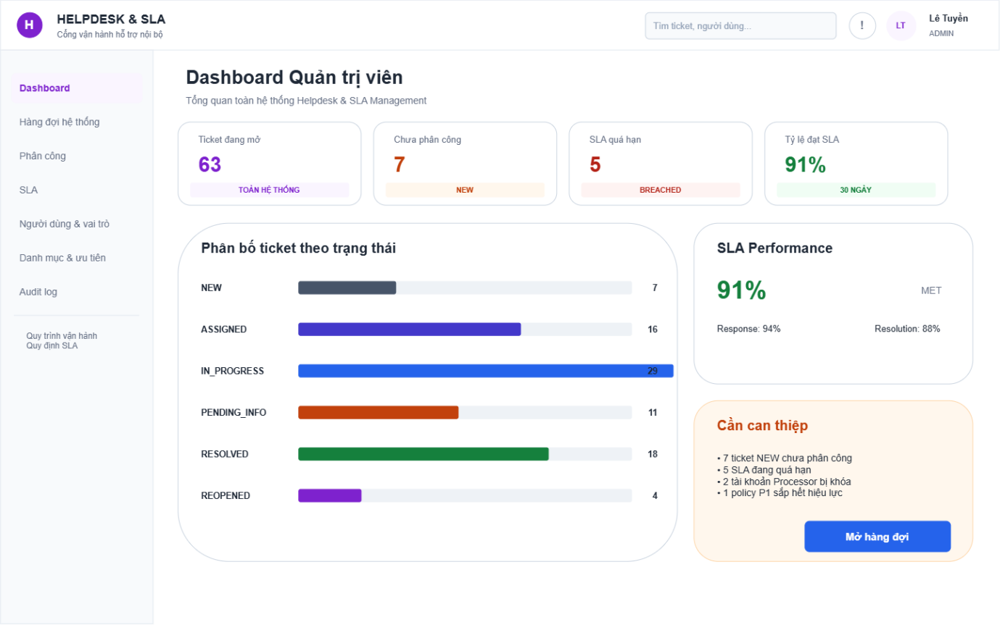 H
HELPDESK & SLA
Cổng vận hành hỗ trợ nội bộ
Tìm ticket, người dùng...
!
LT
Lê Tuyền
ADMIN
Dashboard
Hàng đợi hệ thống
Phân công
SLA
Người dùng & vai trò
Danh mục & ưu tiên
Audit log
Quy trình vận hành
Quy định SLA
Dashboard Quản trị viên
Tổng quan toàn hệ thống Helpdesk & SLA Management
Ticket đang mở
63
TOÀN HỆ THỐNG
Chưa phân công
7
NEW
SLA quá hạn
5
BREACHED
Tỷ lệ đạt SLA
91%
30 NGÀY
Phân bố ticket theo trạng thái
NEW 7
ASSIGNED 16
IN_PROGRESS 29
PENDING_INFO 11
RESOLVED 18
REOPENED 4
SLA Performance
91% MET
Response: 94% Resolution: 88%
Cần can thiệp
• 7 ticket NEW chưa phân công
• 5 SLA đang quá hạn
• 2 tài khoản Processor bị khóa
• 1 policy P1 sắp hết hiệu lực
Mở hàng đợi